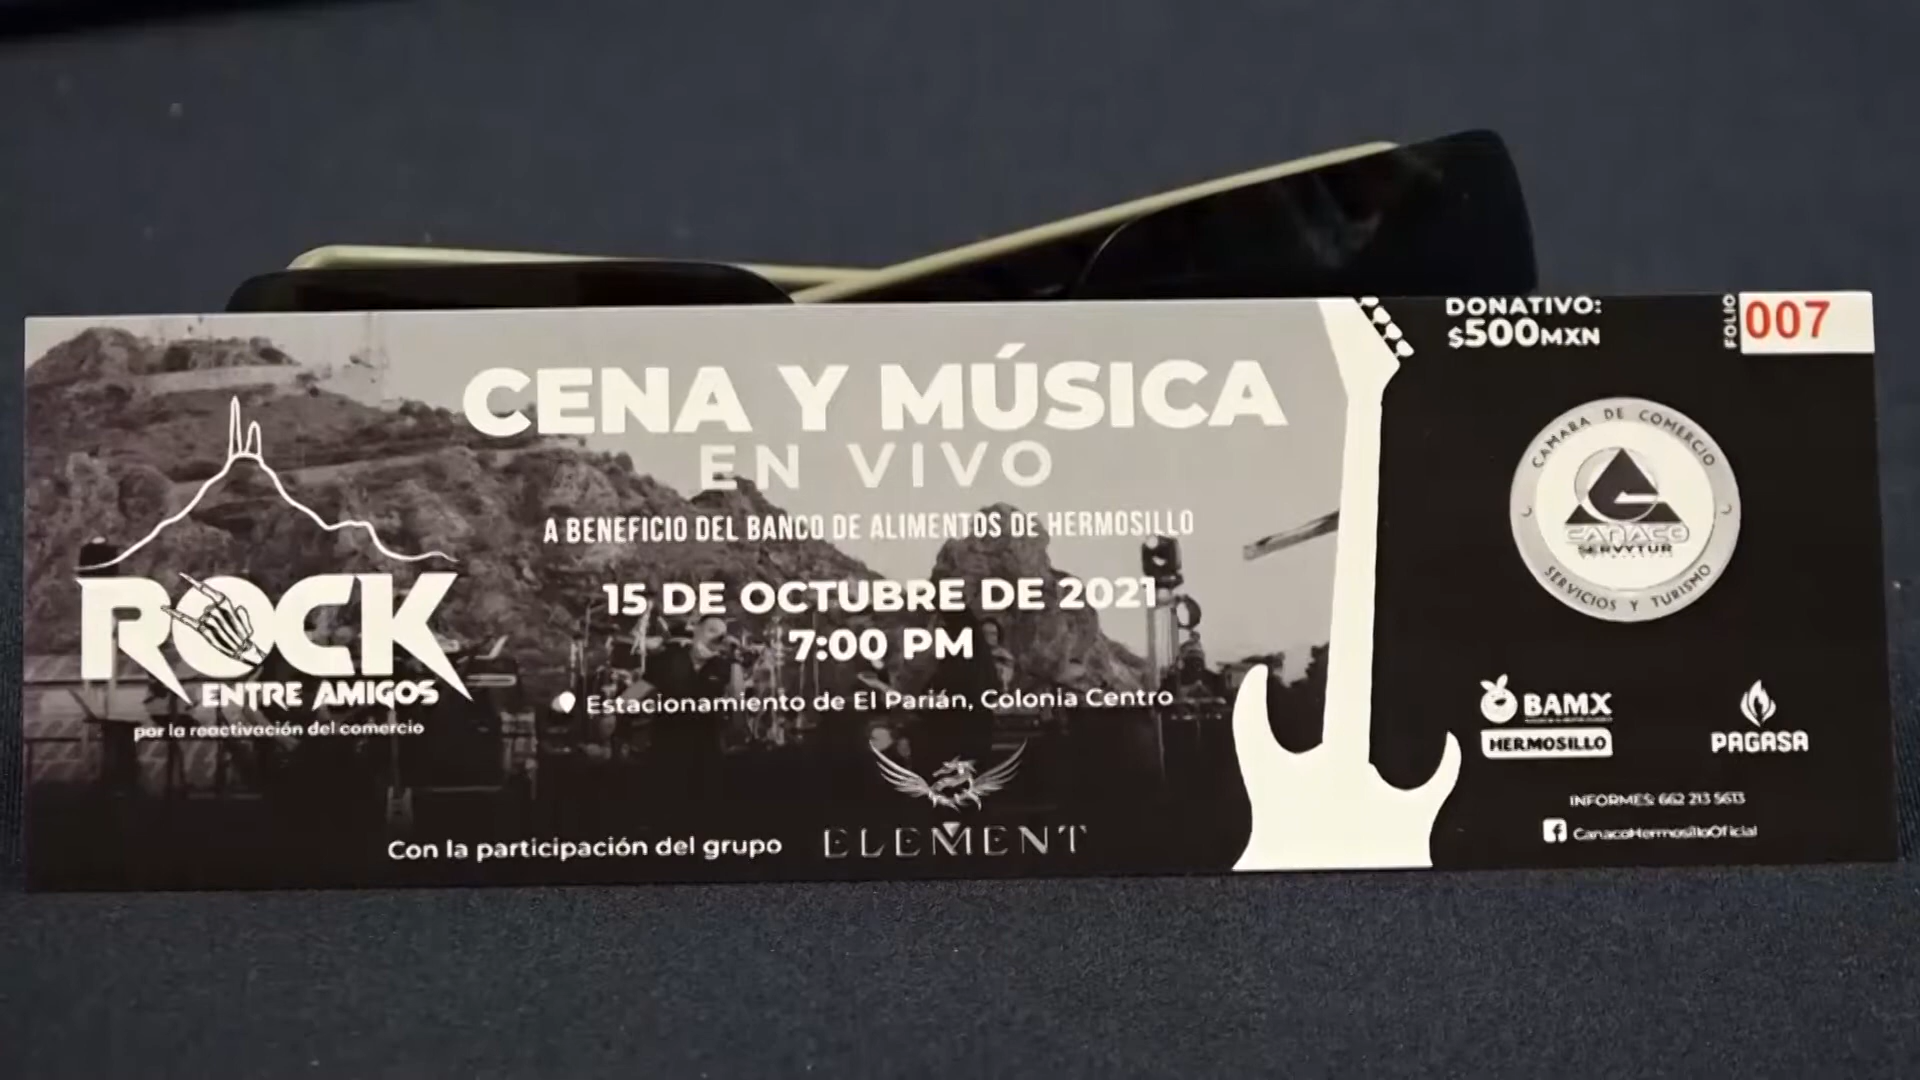 CENA Y MÚSICA
EN VIVO
A BENEFICIO DEL BANCO DE ALIMENTOS DE HERMOSILLO
15 DE OCTUBRE DE 2021
7:00 PM
Estacionamiento de El Parián, Colonia Centro
ROCK
ENTRE AMIGOS
por la reactivación del comercio
Con la participación del grupo
ELEMENT
DONATIVO:
$500MXN
FOLIO
007
CAMARA DE COMERCIO
CANACO
SERVYTUR
SERVICIOS Y TURISMO
BAMX
HERMOSILLO
PAGASA
INFORMES: 662 213 5613
CanacoHermosilloOficial